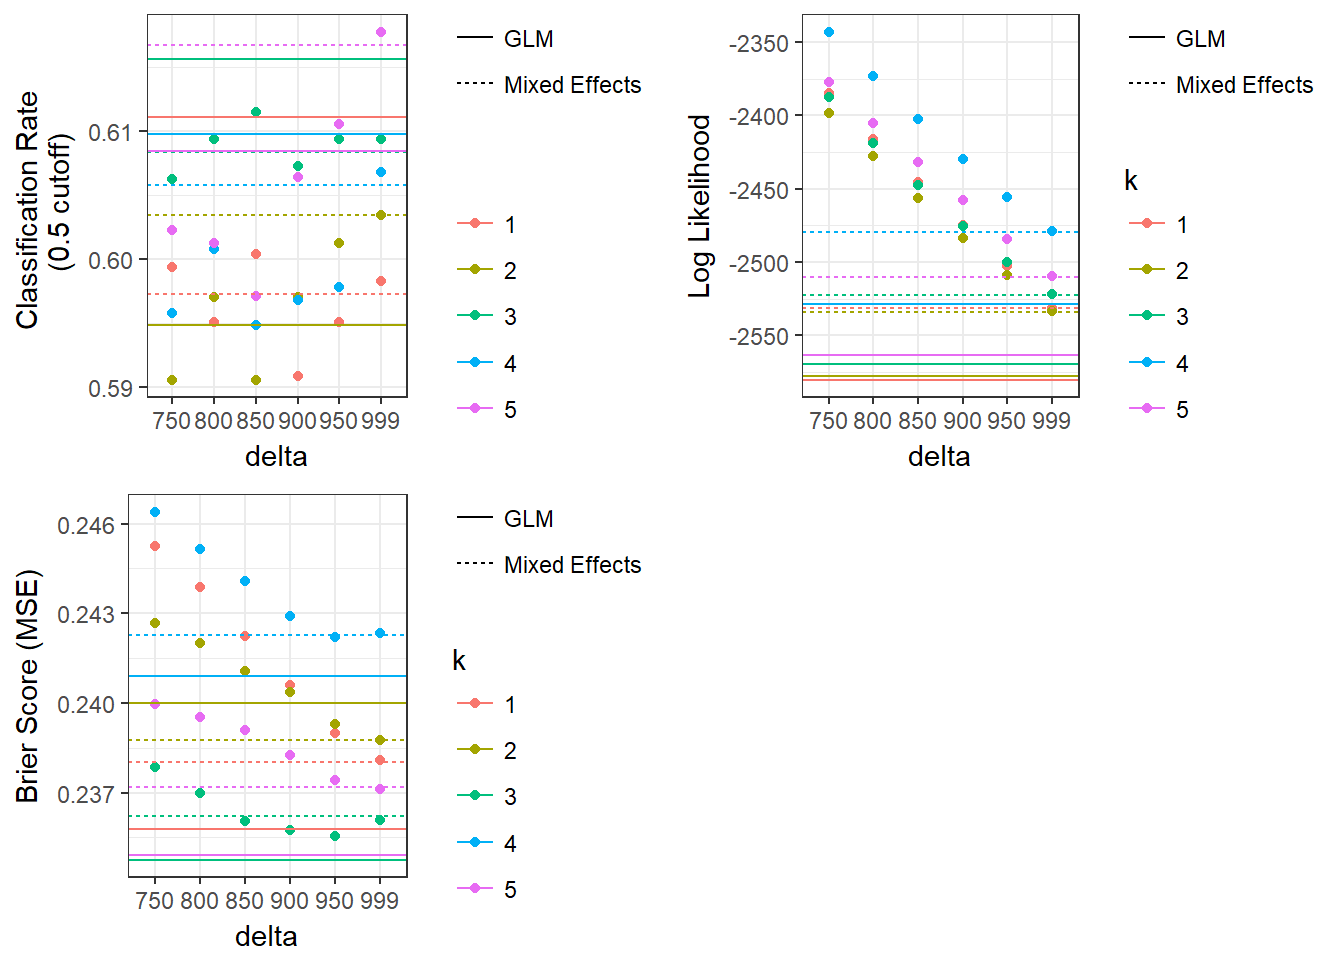 Classification Rate
(0.5 cutoff)
0.61
0.60
0.59
750 800 850 900 950 999
delta
GLM
Mixed Effects
1
2
3
4
5
Log Likelihood
-2350
-2400
-2450
-2500
-2550
750 800 850 900 950 999
delta
GLM
Mixed Effects
k
1
2
3
4
5
Brier Score (MSE)
0.246
0.243
0.240
0.237
750 800 850 900 950 999
delta
GLM
Mixed Effects
k
1
2
3
4
5